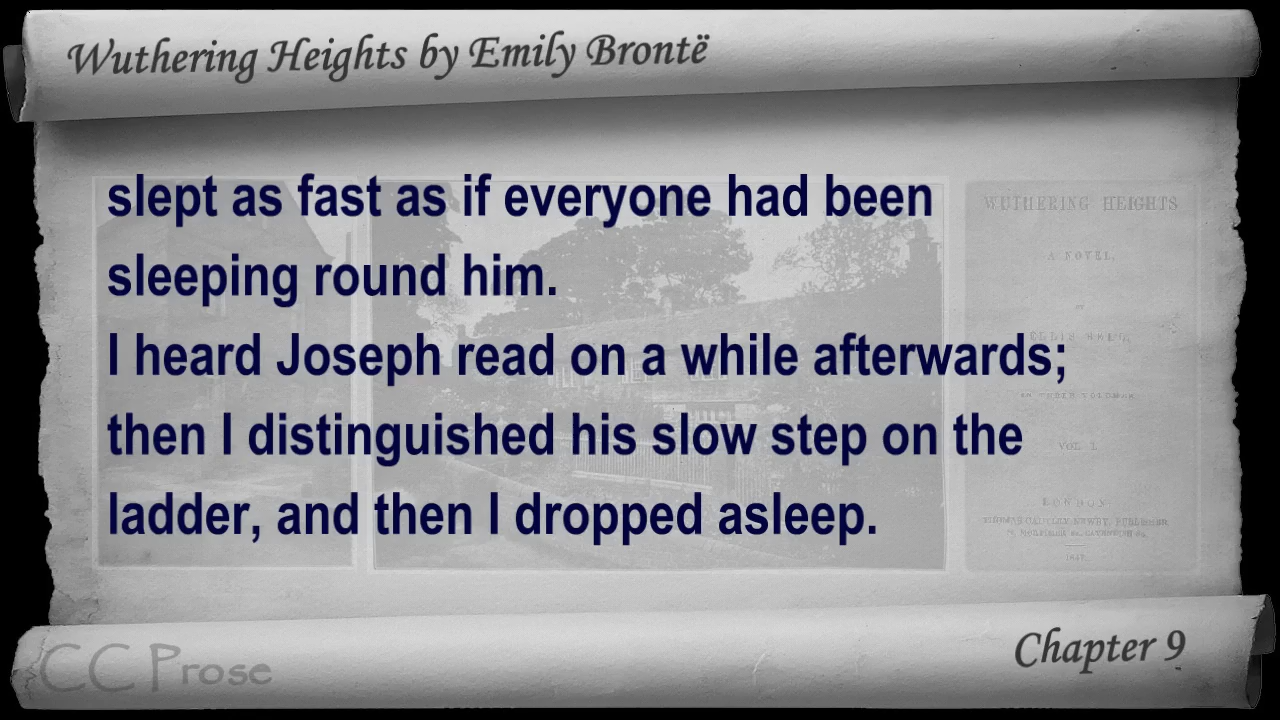 Wuthering Heights by Emily Brontë
slept as fast as if everyone had been
sleeping round him.
I heard Joseph read on a while afterwards;
then I distinguished his slow step on the
ladder, and then I dropped asleep.
WUTHERING HEIGHTS
A NOVEL,
VOL. I.
LONDON:
1847.
CC Prose
Chapter 9